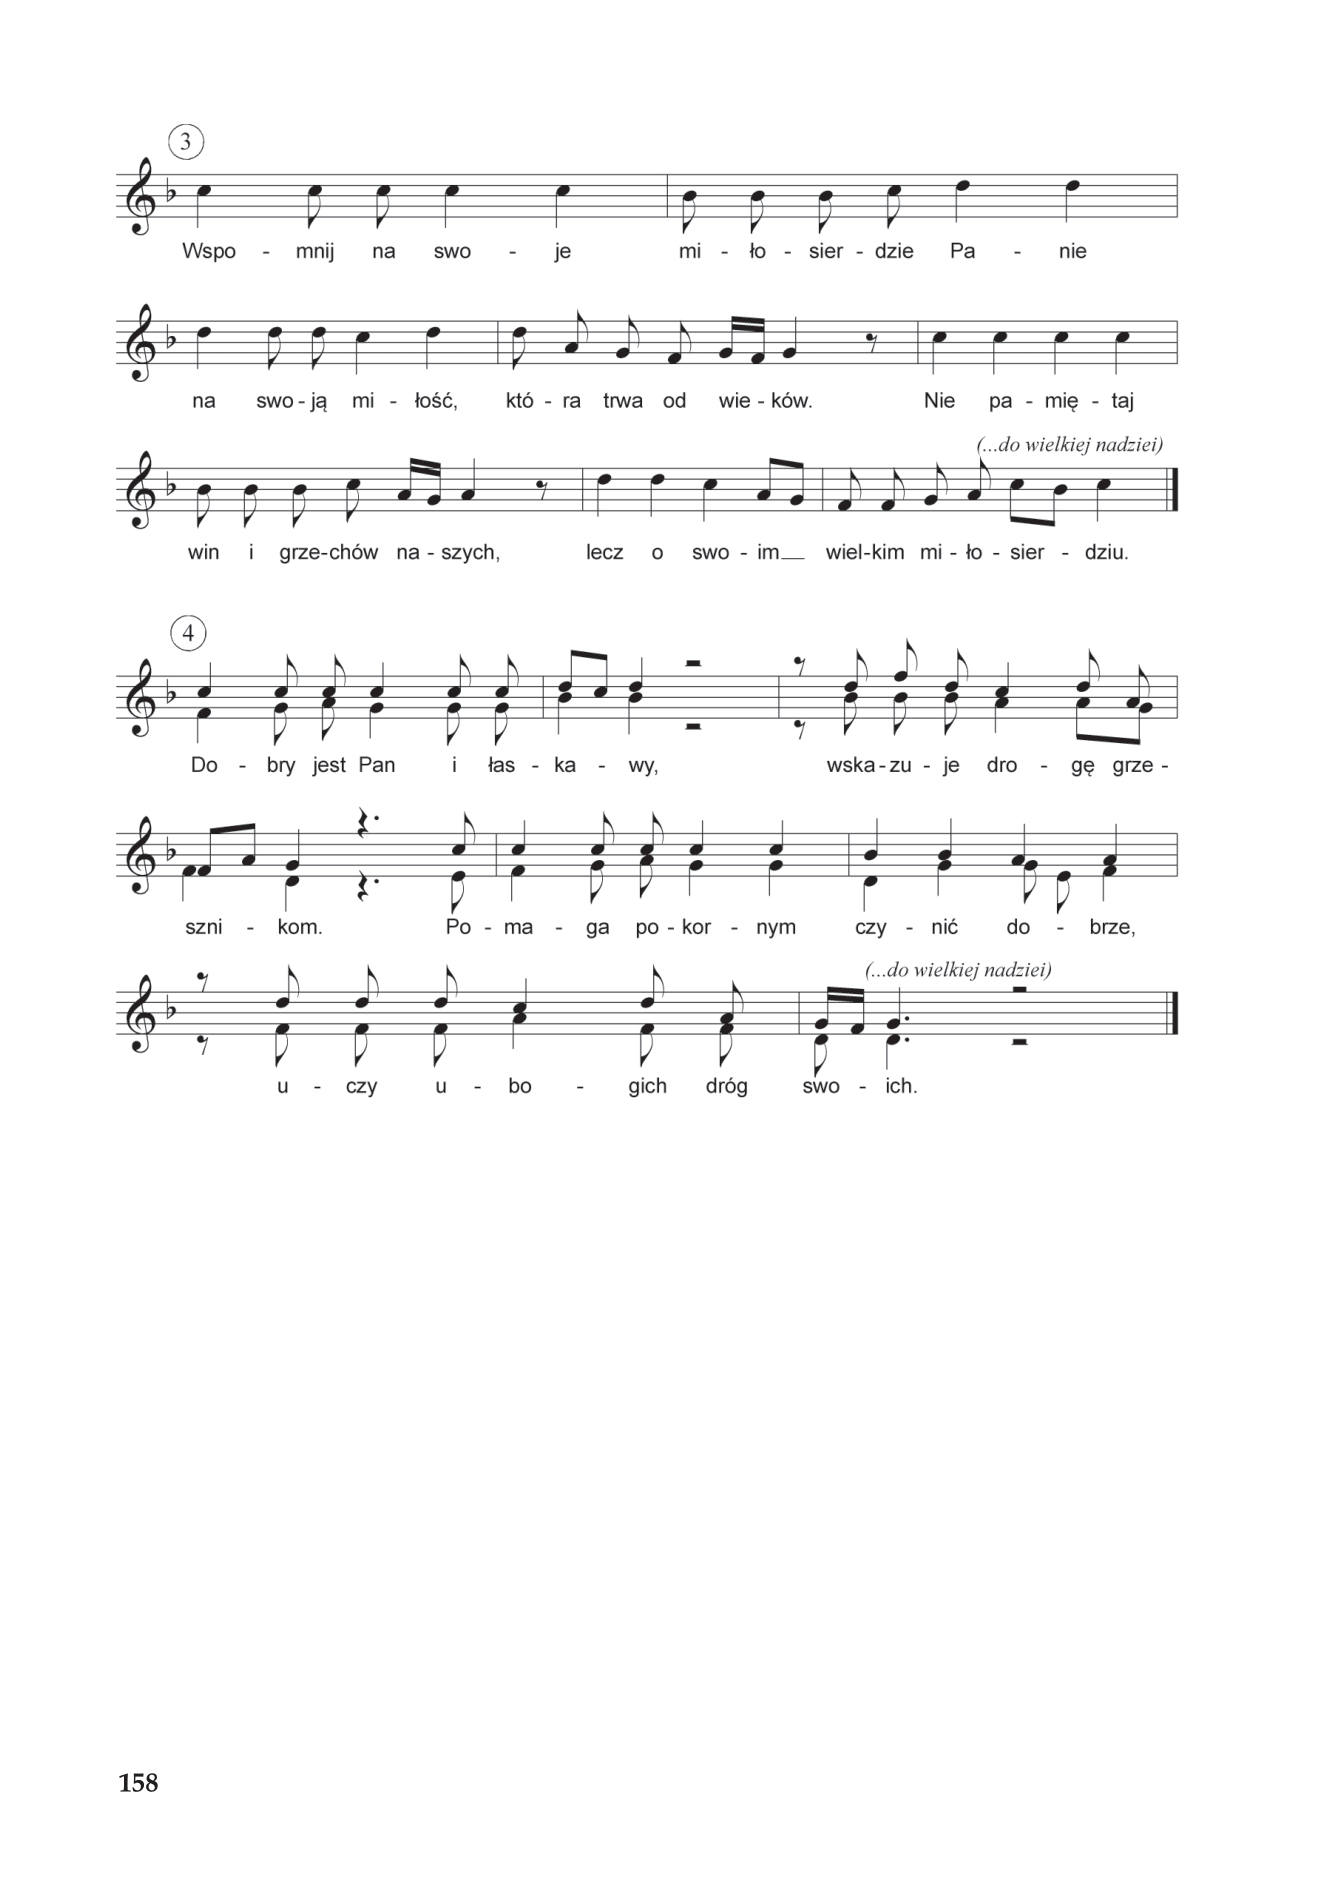 3
Wspo - mnij na swo - je mi - ło - sier - dzie Pa - nie
na swo - ją mi - łość, któ - ra trwa od wie - ków. Nie pa - mię - taj
(...do wielkiej nadziei)
win i grze-chów na - szych, lecz o swo - im__ wiel-kim mi - ło - sier - dziu.
4
Do - bry jest Pan i łas - ka - wy, wska - zu - je dro - gę grze -
szni - kom. Po - ma - ga po - kor - nym czy - nić do - brze,
(...do wielkiej nadziei)
u - czy u - bo - gich dróg swo - ich.
158